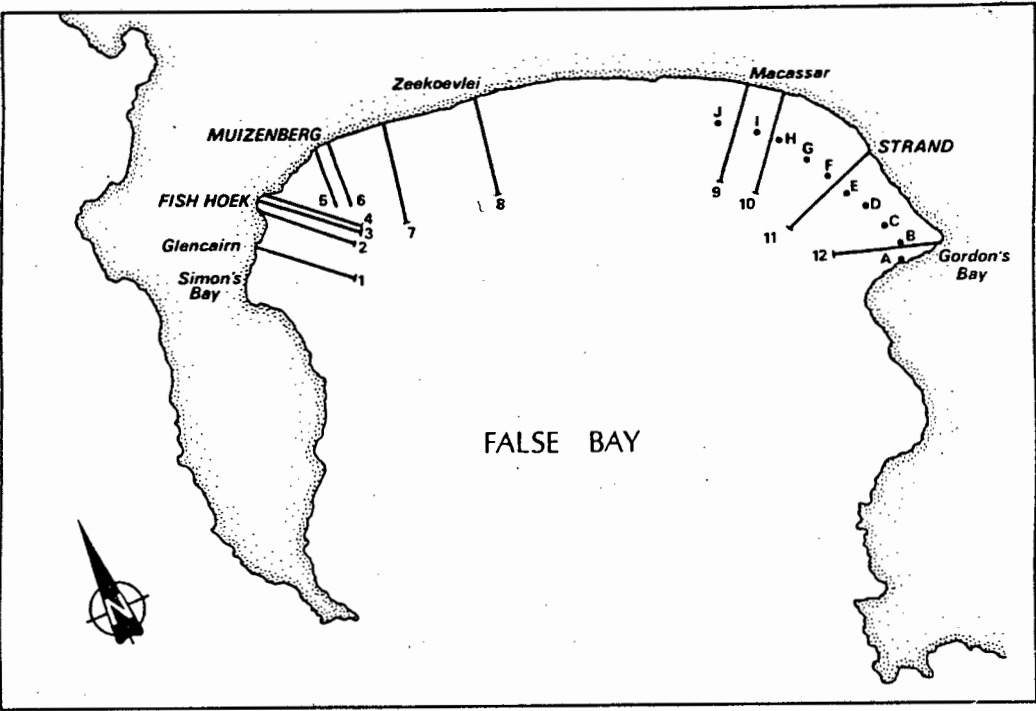 Macassar
Zeekoevlei
J
I
H
MUIZENBERG
STRAND
G
F
E
D
FISH HOEK
5
6
4
3
7
8
9
10
11
C
B
2
Glencairn
12
A
Gordon's
Bay
1
Simon's
Bay
FALSE BAY
N